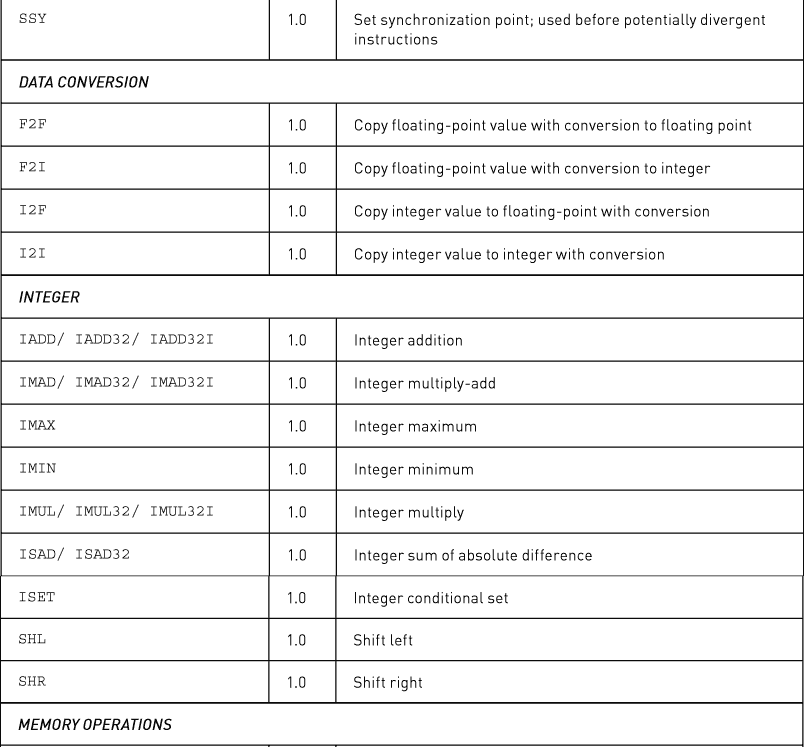 SSY 1.0 Set synchronization point; used before potentially divergent
instructions
DATA CONVERSION
F2F 1.0 Copy floating-point value with conversion to floating point
F2I 1.0 Copy floating-point value with conversion to integer
I2F 1.0 Copy integer value to floating-point with conversion
I2I 1.0 Copy integer value to integer with conversion
INTEGER
IADD/ IADD32/ IADD32I 1.0 Integer addition
IMAD/ IMAD32/ IMAD32I 1.0 Integer multiply-add
IMAX 1.0 Integer maximum
IMIN 1.0 Integer minimum
IMUL/ IMUL32/ IMUL32I 1.0 Integer multiply
ISAD/ ISAD32 1.0 Integer sum of absolute difference
ISET 1.0 Integer conditional set
SHL 1.0 Shift left
SHR 1.0 Shift right
MEMORY OPERATIONS